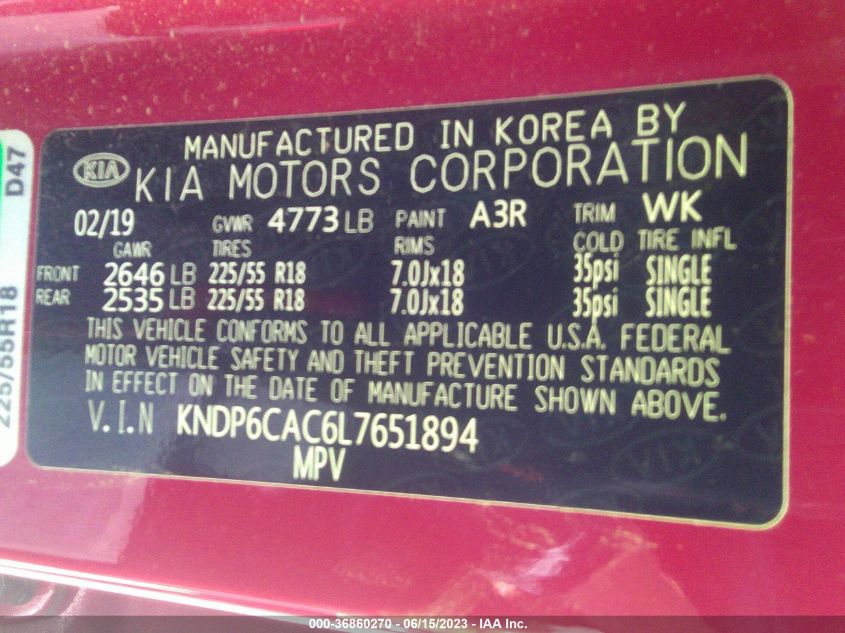 MANUFACTURED IN KOREA BY
KIA KIA MOTORS CORPORATION
02/19 GVWR 4773 LB PAINT A3R TRIM WK
GAWR TIRES RIMS COLD TIRE INFL
FRONT 2646 LB 225/55 R18 7.0Jx18 35psi SINGLE
REAR 2535 LB 225/55 R18 7.0Jx18 35psi SINGLE
THIS VEHICLE CONFORMS TO ALL APPLICABLE U.S.A. FEDERAL
MOTOR VEHICLE SAFETY AND THEFT PREVENTION STANDARDS
IN EFFECT ON THE DATE OF MANUFACTURE SHOWN ABOVE.
V.I.N KNDP6CAC6L7651894
MPV
225/55R18 D47
000-36860270 - 06/15/2023 - IAAI.